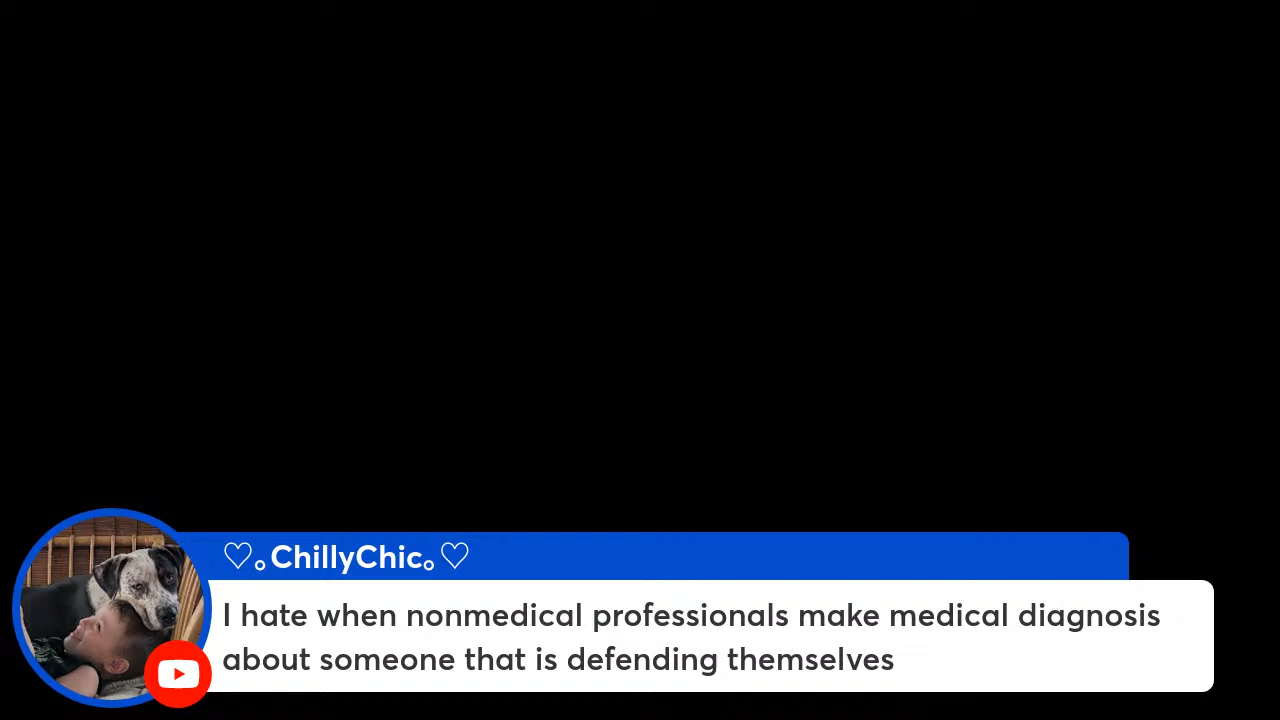 ♡｡ChillyChic｡♡
I hate when nonmedical professionals make medical diagnosis
about someone that is defending themselves